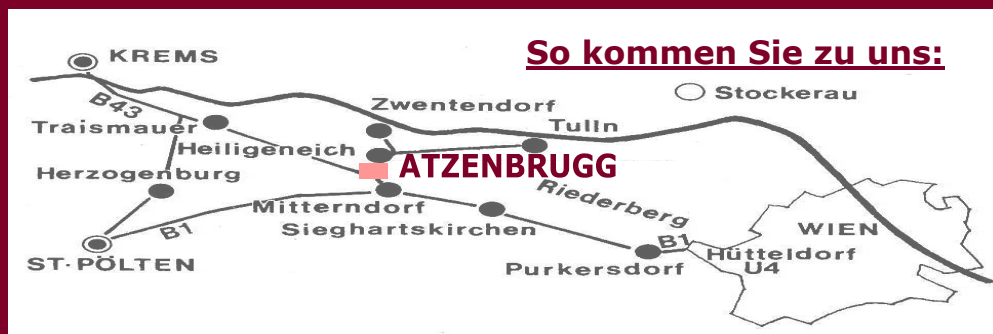 So kommen Sie zu uns:
KREMS
B43
Zwentendorf
Stockerau
Traismauer
Tulln
Heiligeneich
ATZENBRUGG
Herzogenburg
Riederberg
Mitterndorf
B1
Sieghartskirchen
WIEN
B1
Hütteldorf
U4
ST·PÖLTEN
Purkersdorf